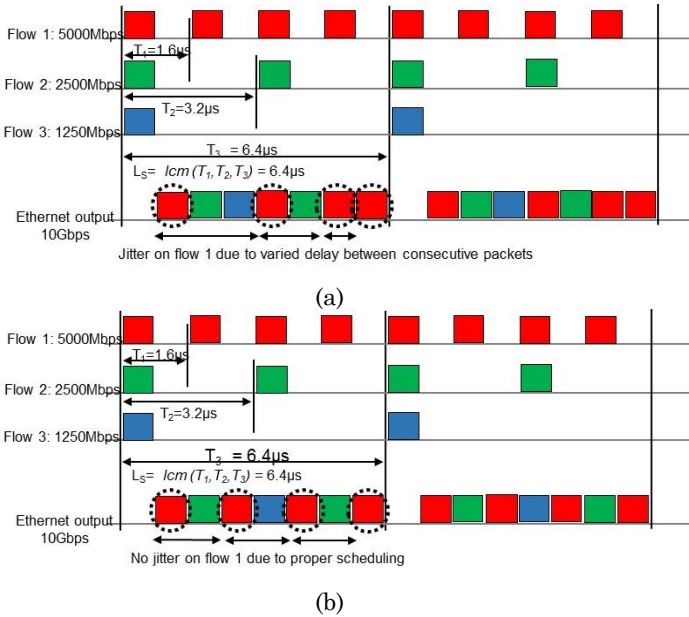 Flow 1: 5000Mbps
T₁=1.6µs
Flow 2: 2500Mbps
T₂=3.2µs
Flow 3: 1250Mbps
T₃ = 6.4µs
Lₛ= lcm (T₁,T₂,T₃) = 6.4µs
Ethernet output
10Gbps
Jitter on flow 1 due to varied delay between consecutive packets
(a)
Flow 1: 5000Mbps
T₁=1.6µs
Flow 2: 2500Mbps
T₂=3.2µs
Flow 3: 1250Mbps
T₃ = 6.4µs
Lₛ= lcm (T₁,T₂,T₃) = 6.4µs
Ethernet output
10Gbps
No jitter on flow 1 due to proper scheduling
(b)